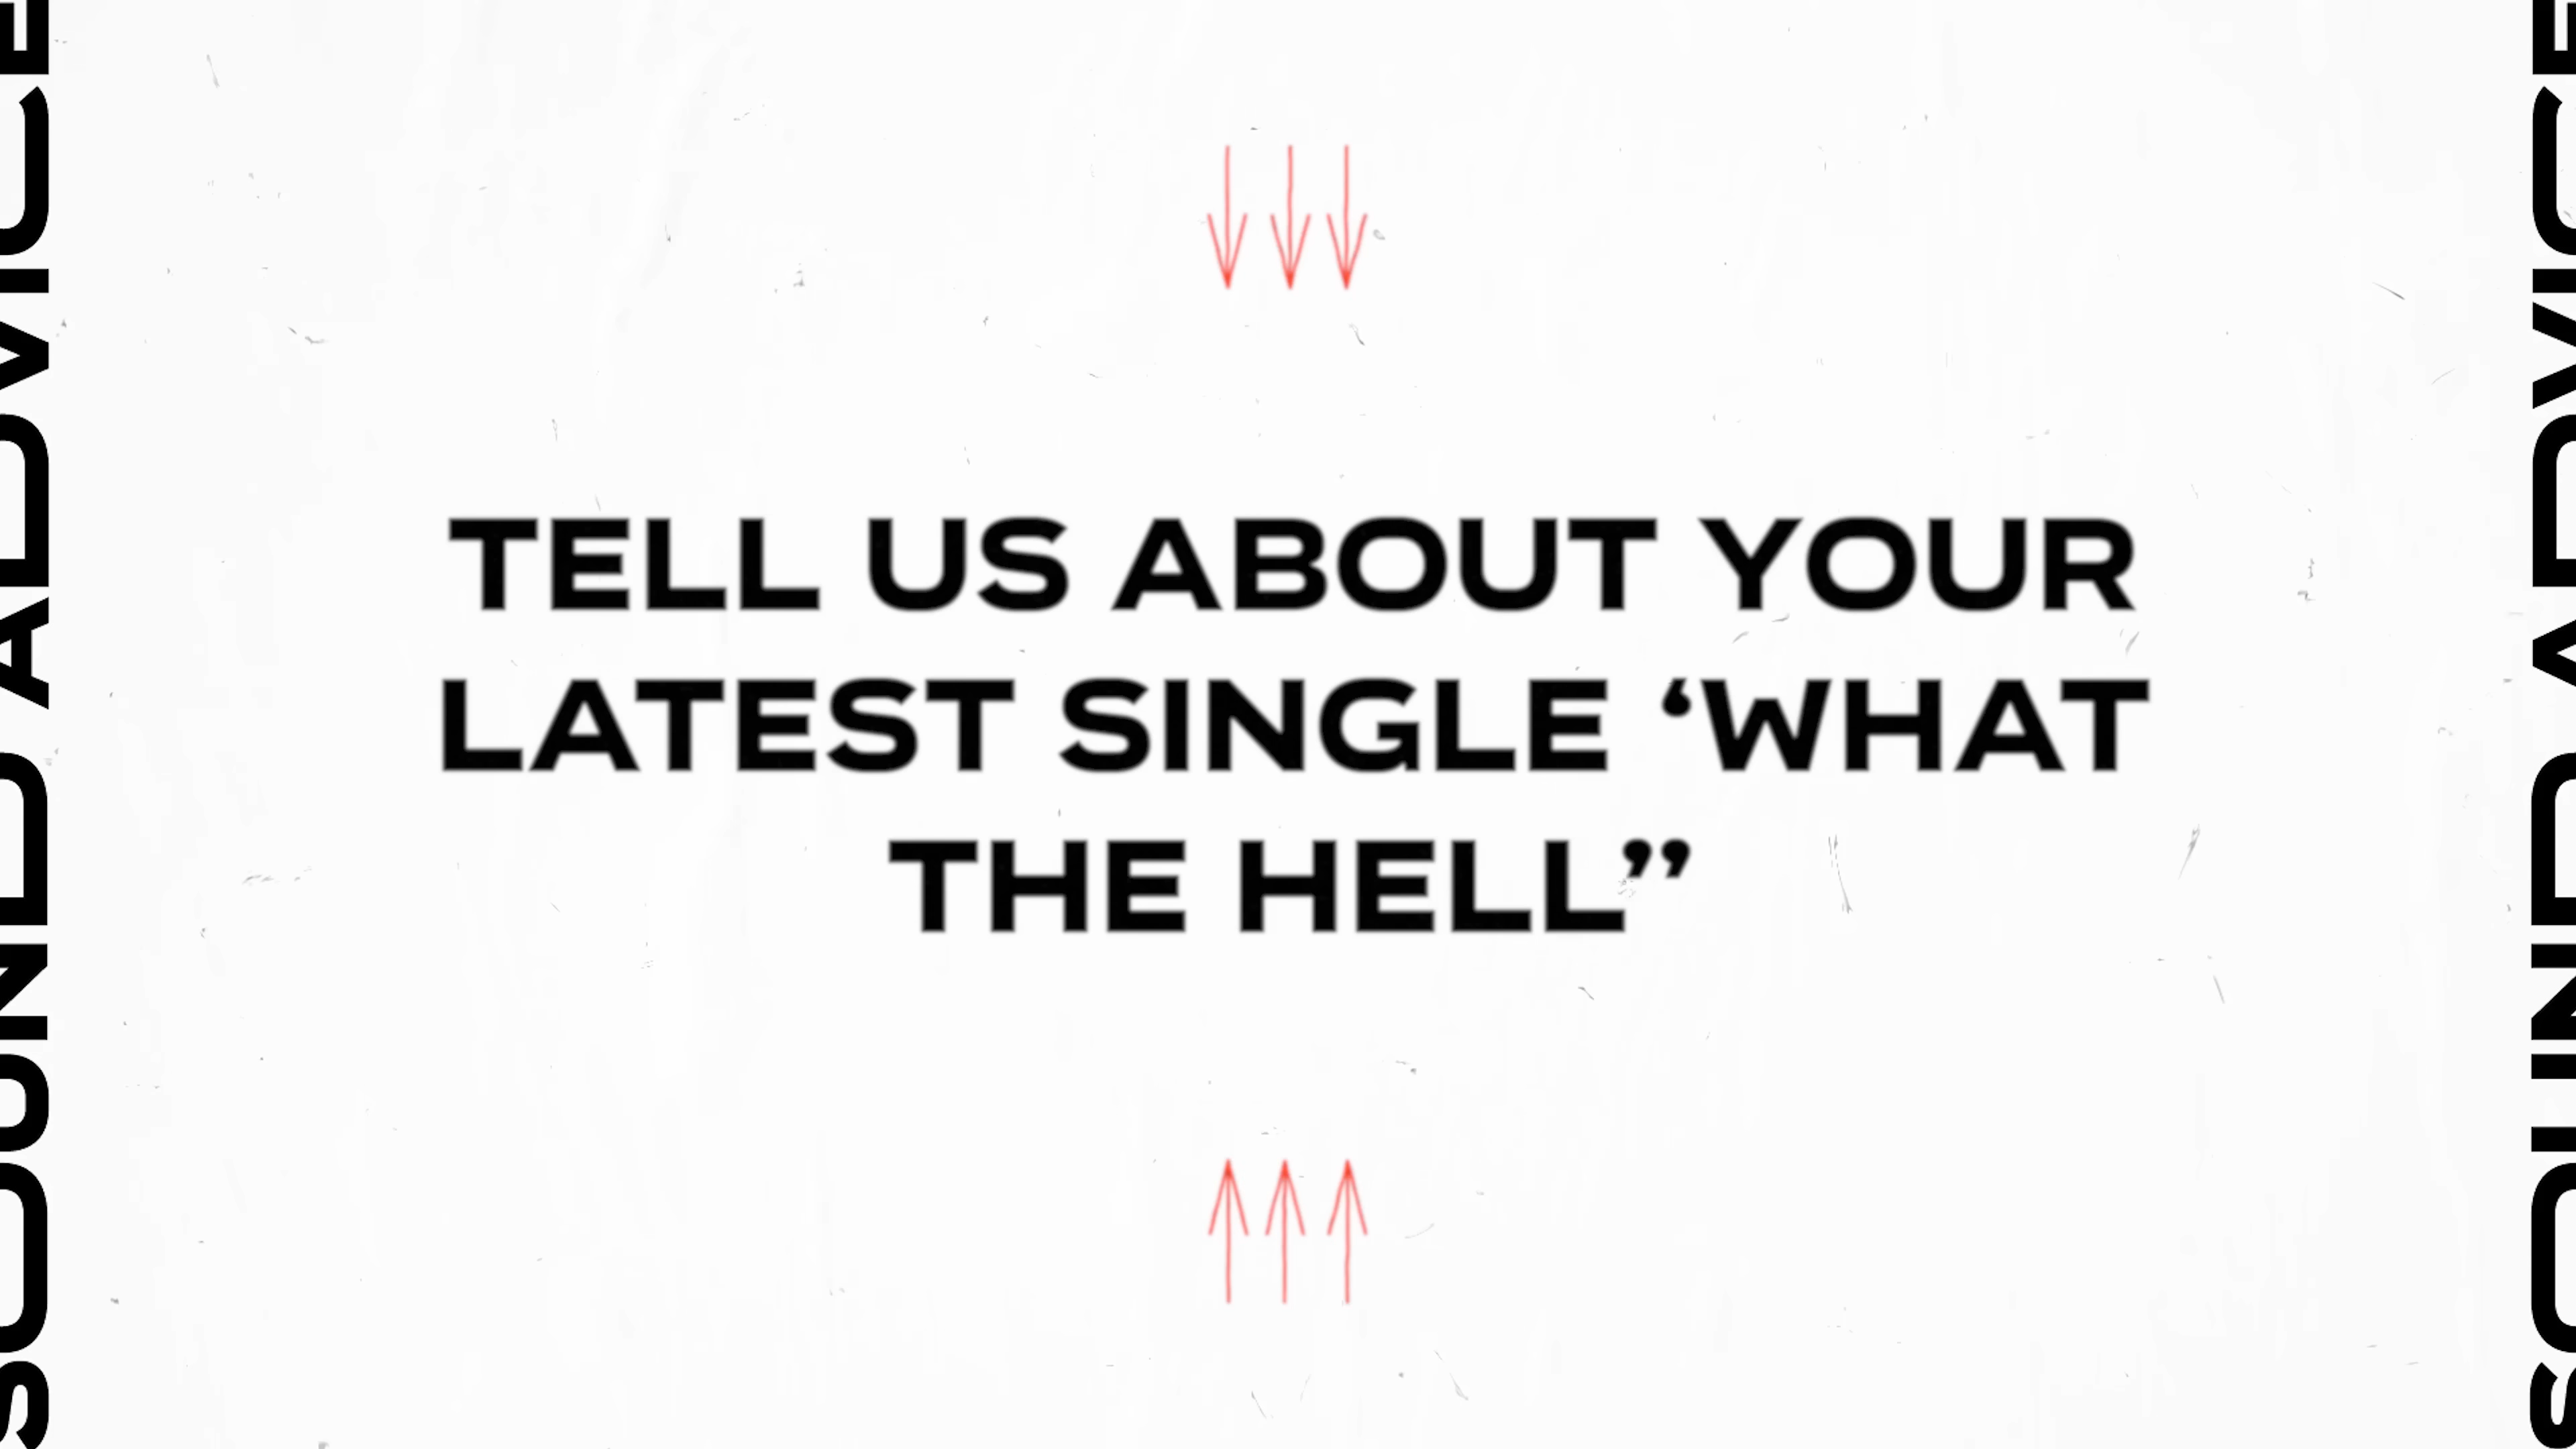 SOUND ADVICE
TELL US ABOUT YOUR
LATEST SINGLE ‘WHAT
THE HELL’’
SOUND ADVICE